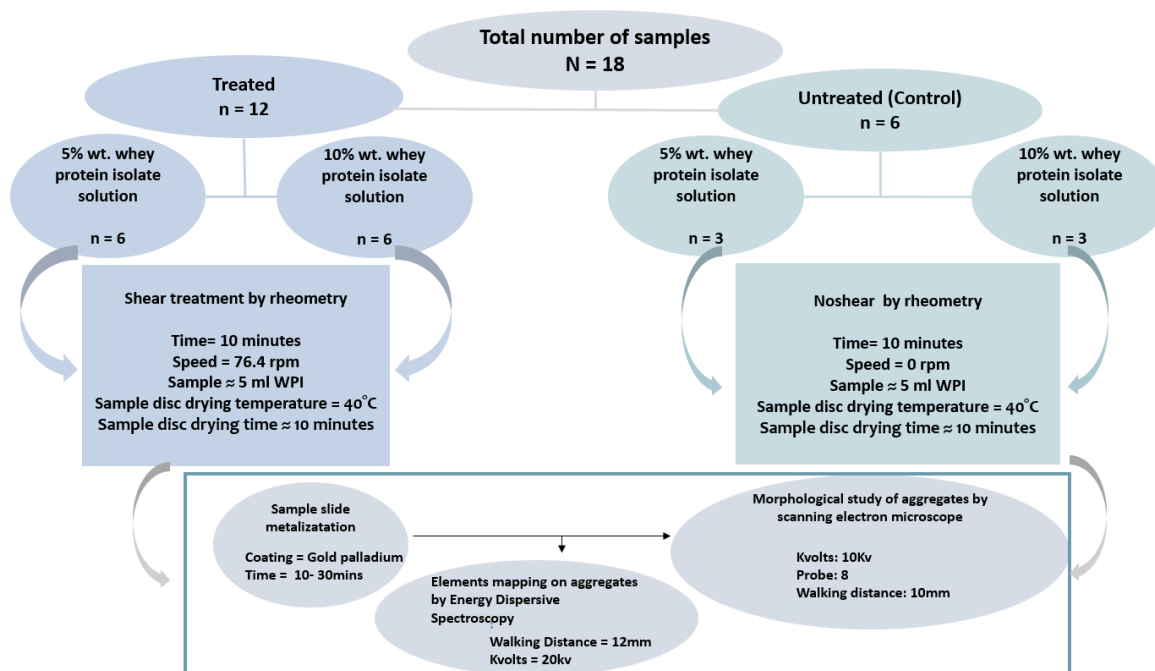 Total number of samples
N = 18
Treated
n = 12
Untreated (Control)
n = 6
5% wt. whey
protein isolate
solution
n = 6
10% wt. whey
protein isolate
solution
n = 6
5% wt. whey
protein isolate
solution
n = 3
10% wt. whey
protein isolate
solution
n = 3
Shear treatment by rheometry
Time= 10 minutes
Speed = 76.4 rpm
Sample ≈ 5 ml WPI
Sample disc drying temperature = 40°C
Sample disc drying time ≈ 10 minutes
Noshear by rheometry
Time= 10 minutes
Speed = 0 rpm
Sample ≈ 5 ml WPI
Sample disc drying temperature = 40°C
Sample disc drying time ≈ 10 minutes
Sample slide
metalizatation
Coating = Gold palladium
Time = 10- 30mins
Elements mapping on aggregates
by Energy Dispersive
Spectroscopy
Walking Distance = 12mm
Kvolts = 20kv
Morphological study of aggregates by
scanning electron microscope
Kvolts: 10Kv
Probe: 8
Walking distance: 10mm